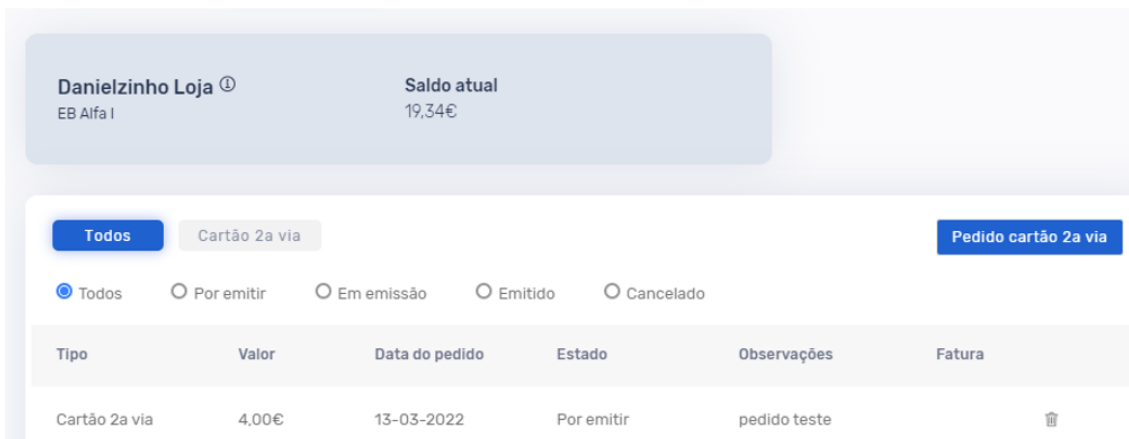 Danielzinho Loja
Saldo atual
EB Alfa I
19,34€
Todos
Cartão 2a via
Pedido cartão 2a via
Todos
Por emitir
Em emissão
Emitido
Cancelado
Tipo Valor Data do pedido Estado Observações Fatura
Cartão 2a via 4,00€ 13-03-2022 Por emitir pedido teste